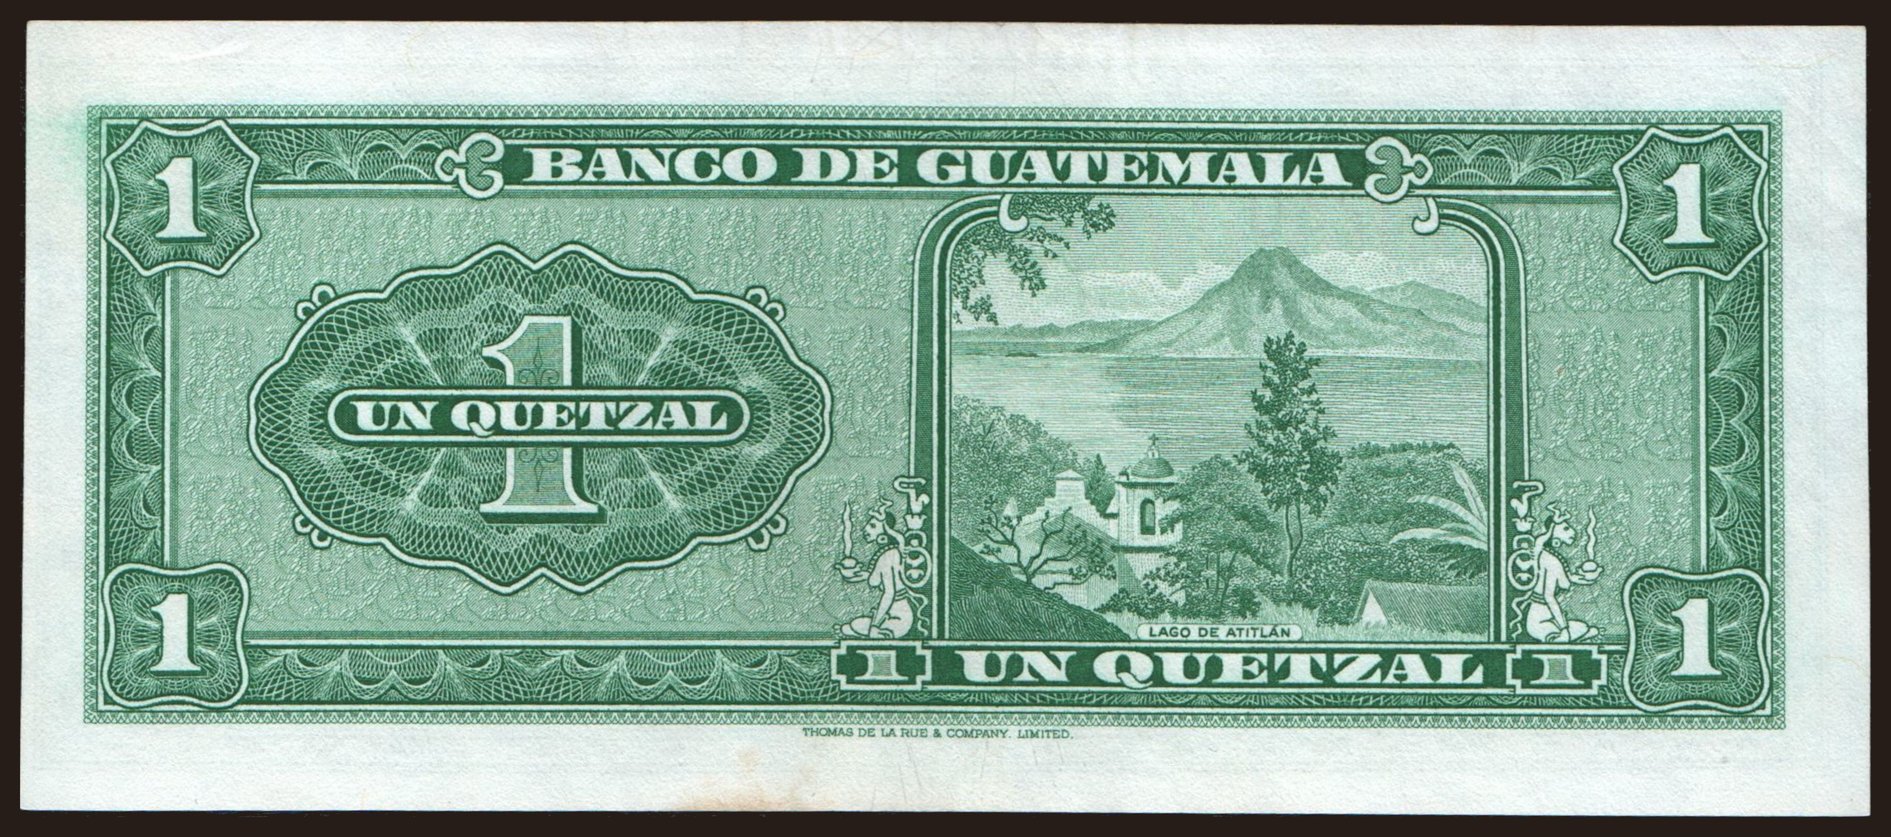 1
BANCO DE GUATEMALA
1
1
UN QUETZAL
LAGO DE ATITLÁN
1
1
UN QUETZAL
1
1
THOMAS DE LA RUE & COMPANY. LIMITED.